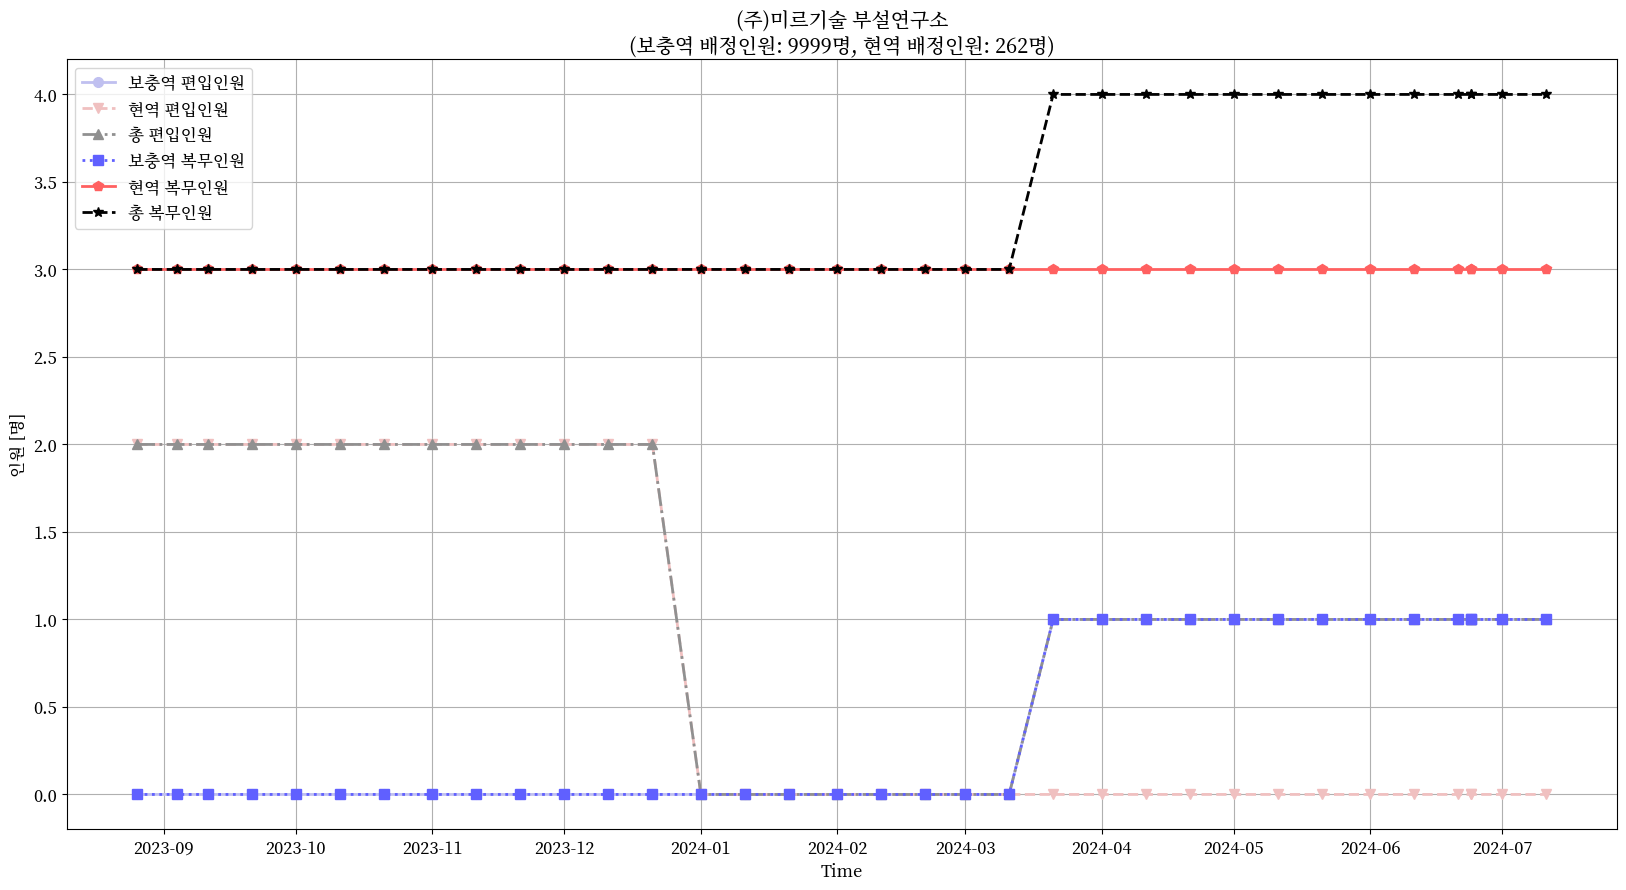 (주)미르기술 부설연구소
(보충역 배정인원: 9999명, 현역 배정인원: 262명)
보충역 편입인원
현역 편입인원
총 편입인원
보충역 복무인원
현역 복무인원
총 복무인원
4.0
3.5
3.0
2.5
2.0
1.5
1.0
0.5
0.0
인원 [명]
2023-09 2023-10 2023-11 2023-12 2024-01 2024-02 2024-03 2024-04 2024-05 2024-06 2024-07
Time